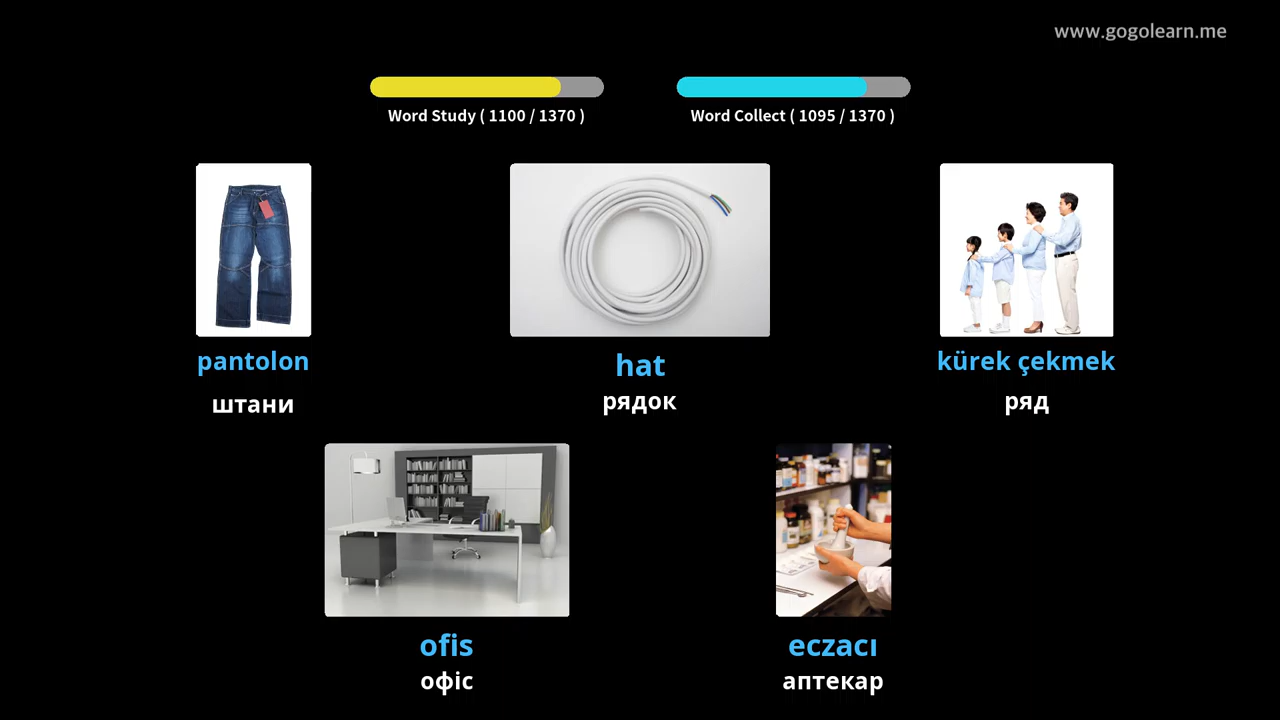 www.gogolearn.me
Word Study ( 1100 / 1370 )
Word Collect ( 1095 / 1370 )
pantolon
штани
hat
рядок
kürek çekmek
ряд
ofis
офіс
eczacı
аптекар